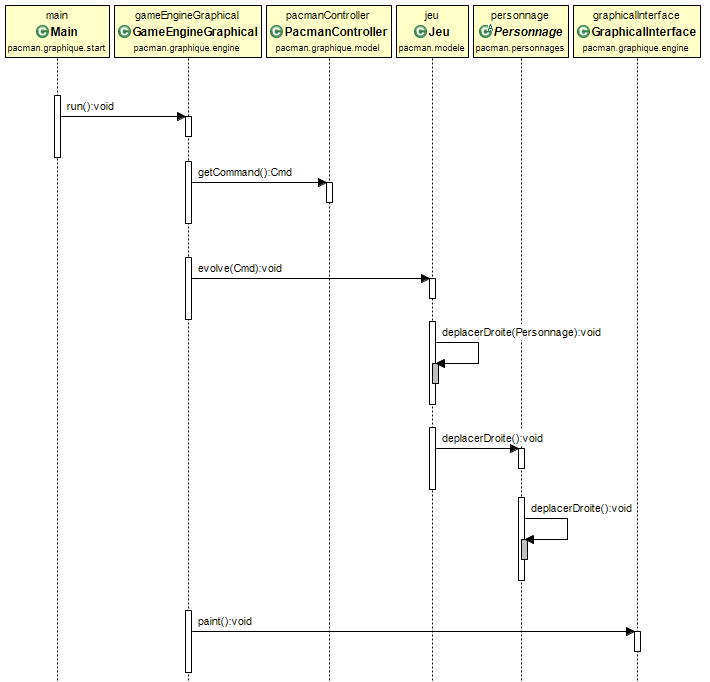 main
gameEngineGraphical
pacmanController
jeu
personnage
graphicalInterface
C Main
C GameEngineGraphical
C PacmanController
C Jeu
C Personnage
C GraphicalInterface
pacman.graphique.start
pacman.graphique.engine
pacman.graphique.model
pacman.modele
pacman.personnages
pacman.graphique.engine
run():void
getCommand():Cmd
evolve(Cmd):void
deplacerDroite(Personnage):void
deplacerDroite():void
deplacerDroite():void
paint():void